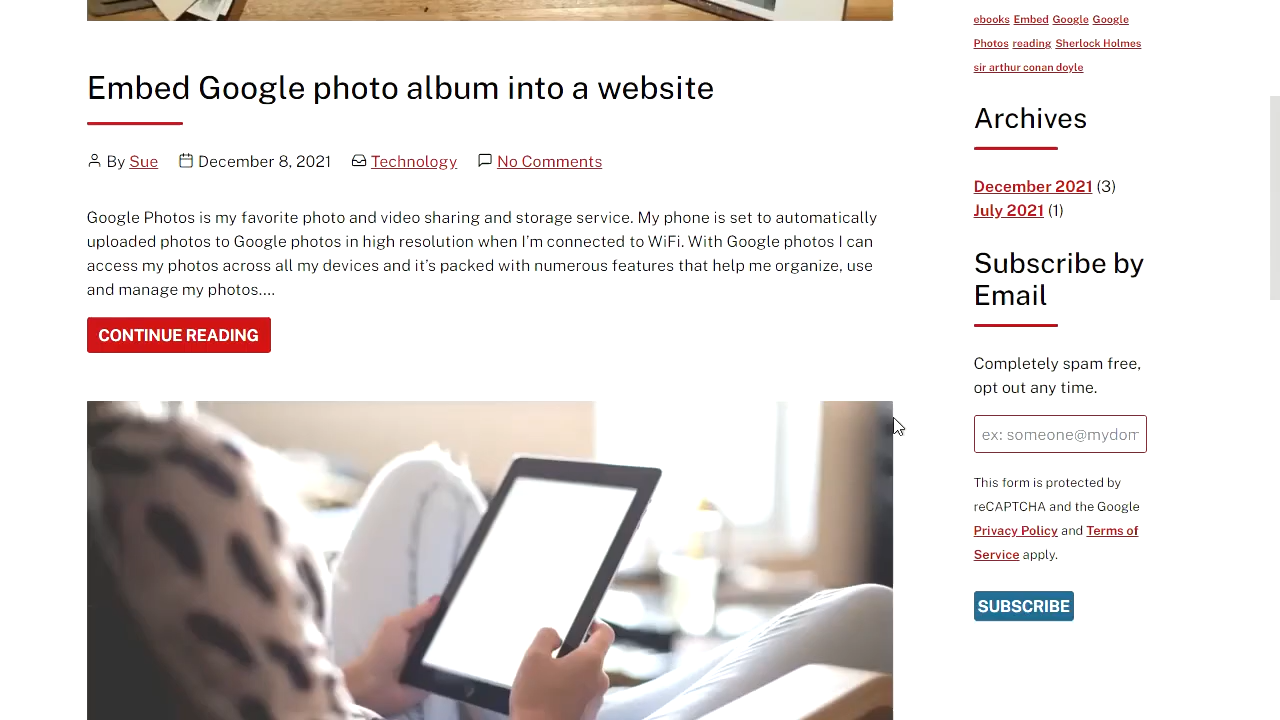 Embed Google photo album into a website
By Sue December 8, 2021 Technology No Comments
Google Photos is my favorite photo and video sharing and storage service. My phone is set to automatically
uploaded photos to Google photos in high resolution when I'm connected to WiFi. With Google photos I can
access my photos across all my devices and it's packed with numerous features that help me organize, use
and manage my photos....
CONTINUE READING
ebooks Embed Google Google
Photos reading Sherlock Holmes
sir arthur conan doyle
Archives
December 2021 (3)
July 2021 (1)
Subscribe by
Email
Completely spam free,
opt out any time.
ex: someone@mydom
This form is protected by
reCAPTCHA and the Google
Privacy Policy and Terms of
Service apply.
SUBSCRIBE